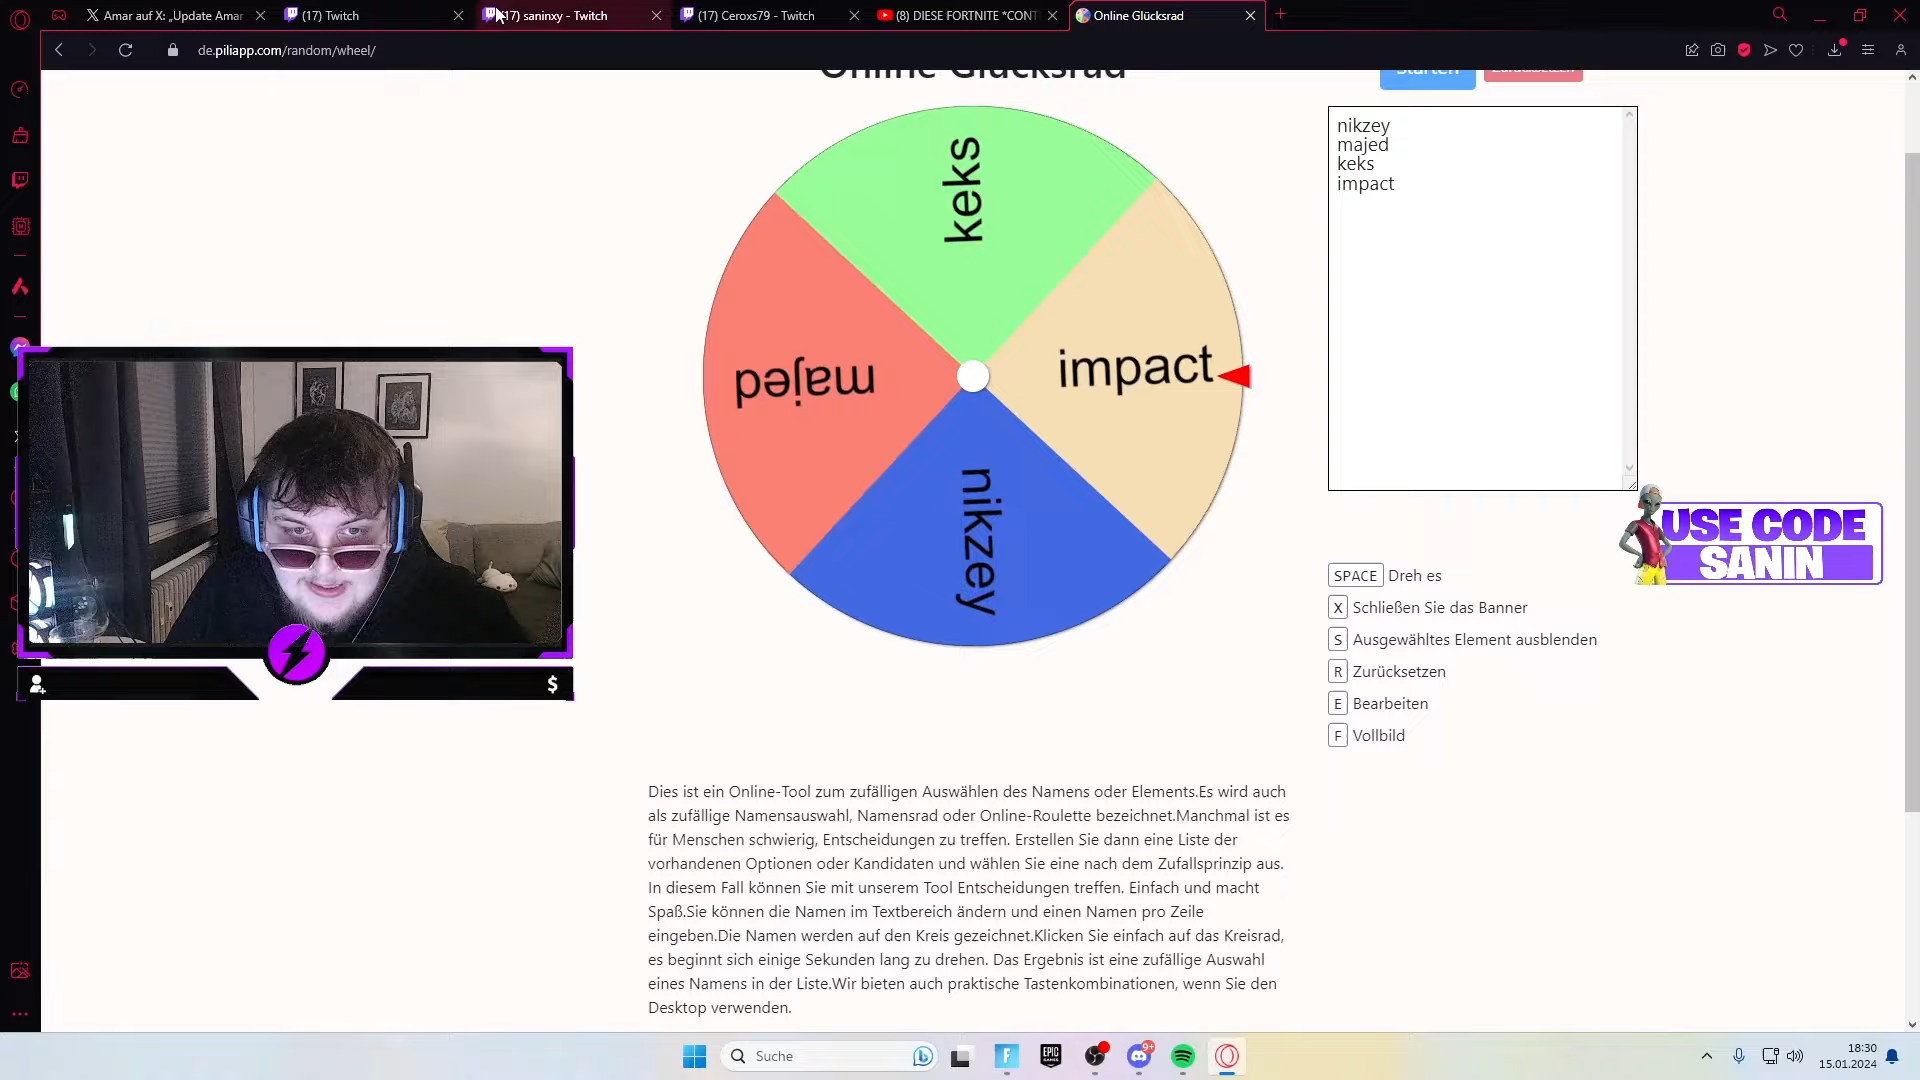 Amar auf X: „Update Amar
(17) Twitch
(17) saninxy - Twitch
(17) Ceroxs79 - Twitch
(8) DIESE FORTNITE *CONT
Online Glücksrad
de.piliapp.com/random/wheel/
Online Glücksrad
Starten
Zurücksetzen
keks
impact
majed
nikzey
nikzey
majed
keks
impact
USE CODE
SANIN
SPACE Dreh es
X Schließen Sie das Banner
S Ausgewähltes Element ausblenden
R Zurücksetzen
E Bearbeiten
F Vollbild
$
Dies ist ein Online-Tool zum zufälligen Auswählen des Namens oder Elements.Es wird auch
als zufällige Namensauswahl, Namensrad oder Online-Roulette bezeichnet.Manchmal ist es
für Menschen schwierig, Entscheidungen zu treffen. Erstellen Sie dann eine Liste der
vorhandenen Optionen oder Kandidaten und wählen Sie eine nach dem Zufallsprinzip aus.
In diesem Fall können Sie mit unserem Tool Entscheidungen treffen. Einfach und macht
Spaß.Sie können die Namen im Textbereich ändern und einen Namen pro Zeile
eingeben.Die Namen werden auf den Kreis gezeichnet.Klicken Sie einfach auf das Kreisrad,
es beginnt sich einige Sekunden lang zu drehen. Das Ergebnis ist eine zufällige Auswahl
eines Namens in der Liste.Wir bieten auch praktische Tastenkombinationen, wenn Sie den
Desktop verwenden.
Suche
EPIC GAMES
9+
18:30
15.01.2024